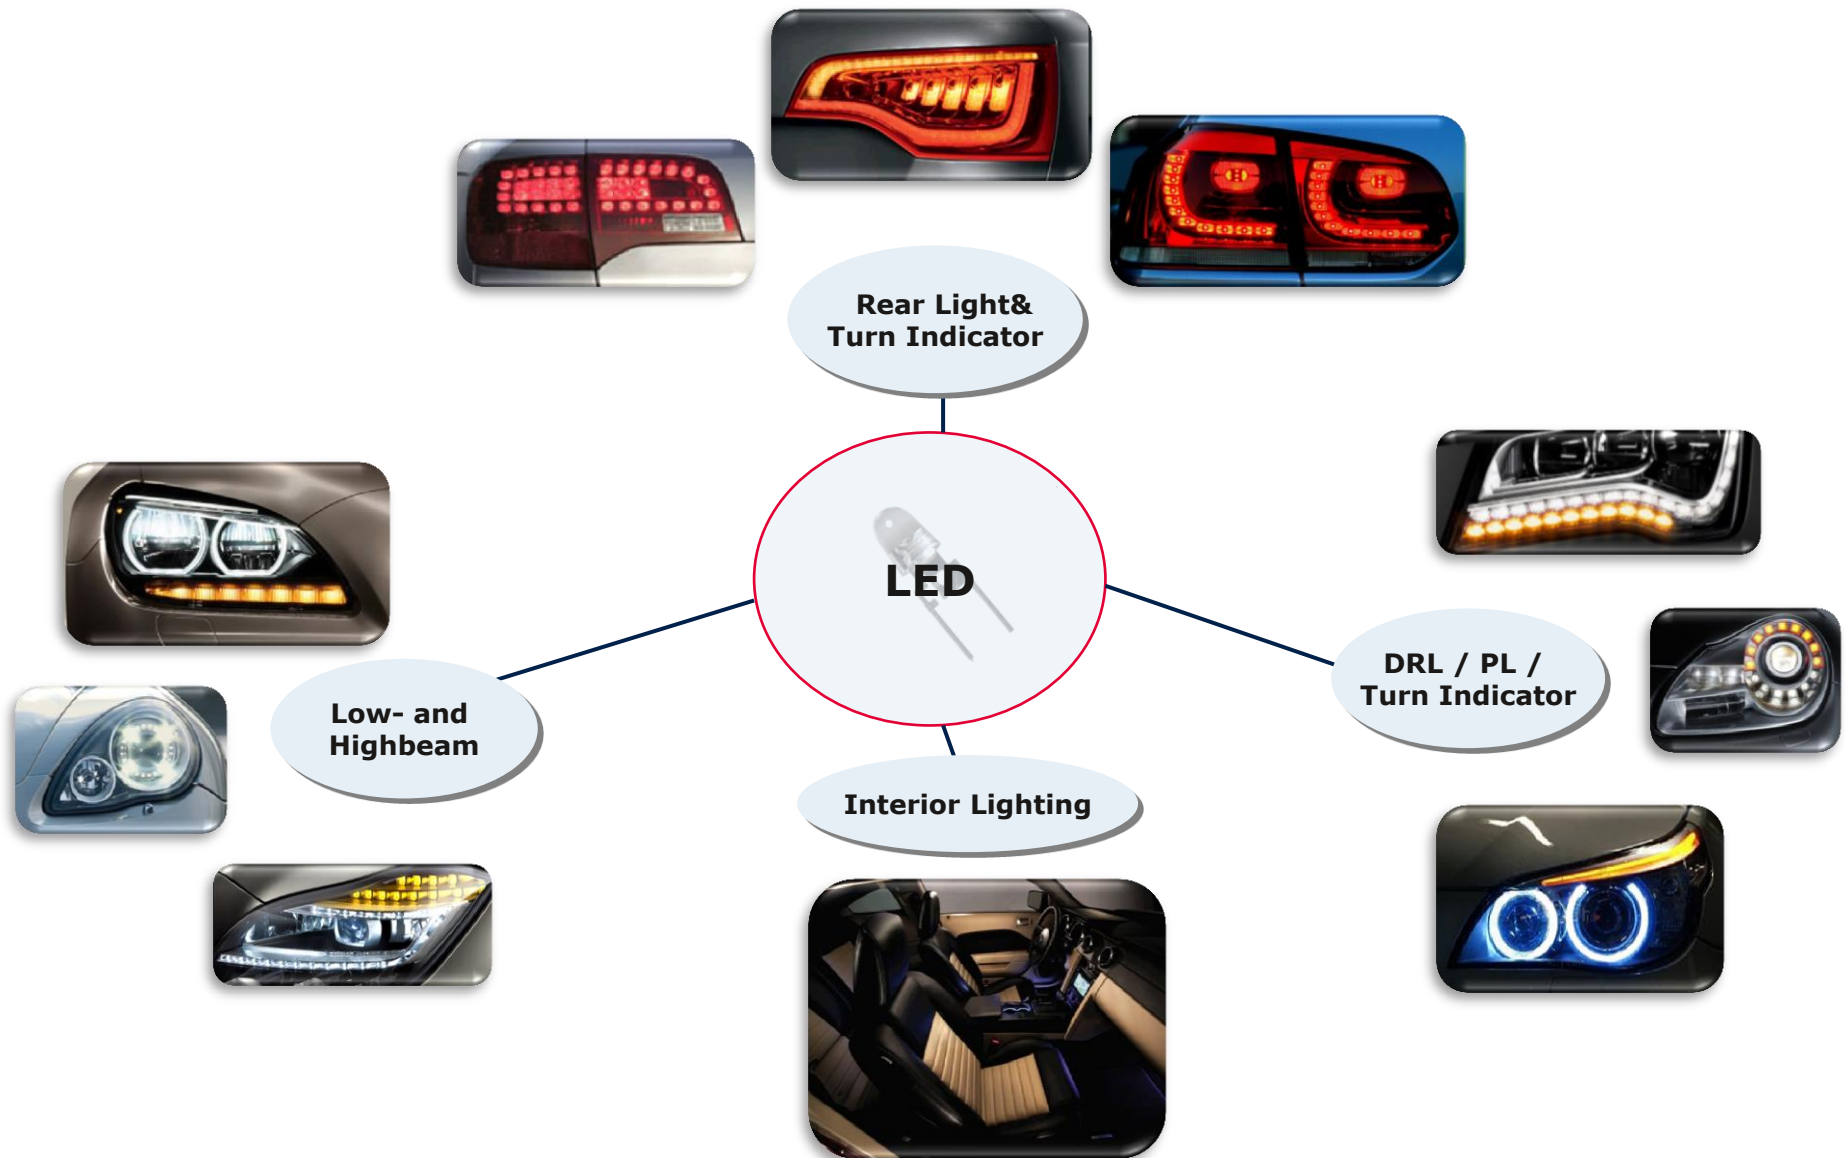 Rear Light&
Turn Indicator
LED
DRL / PL /
Turn Indicator
Low- and
Highbeam
Interior Lighting